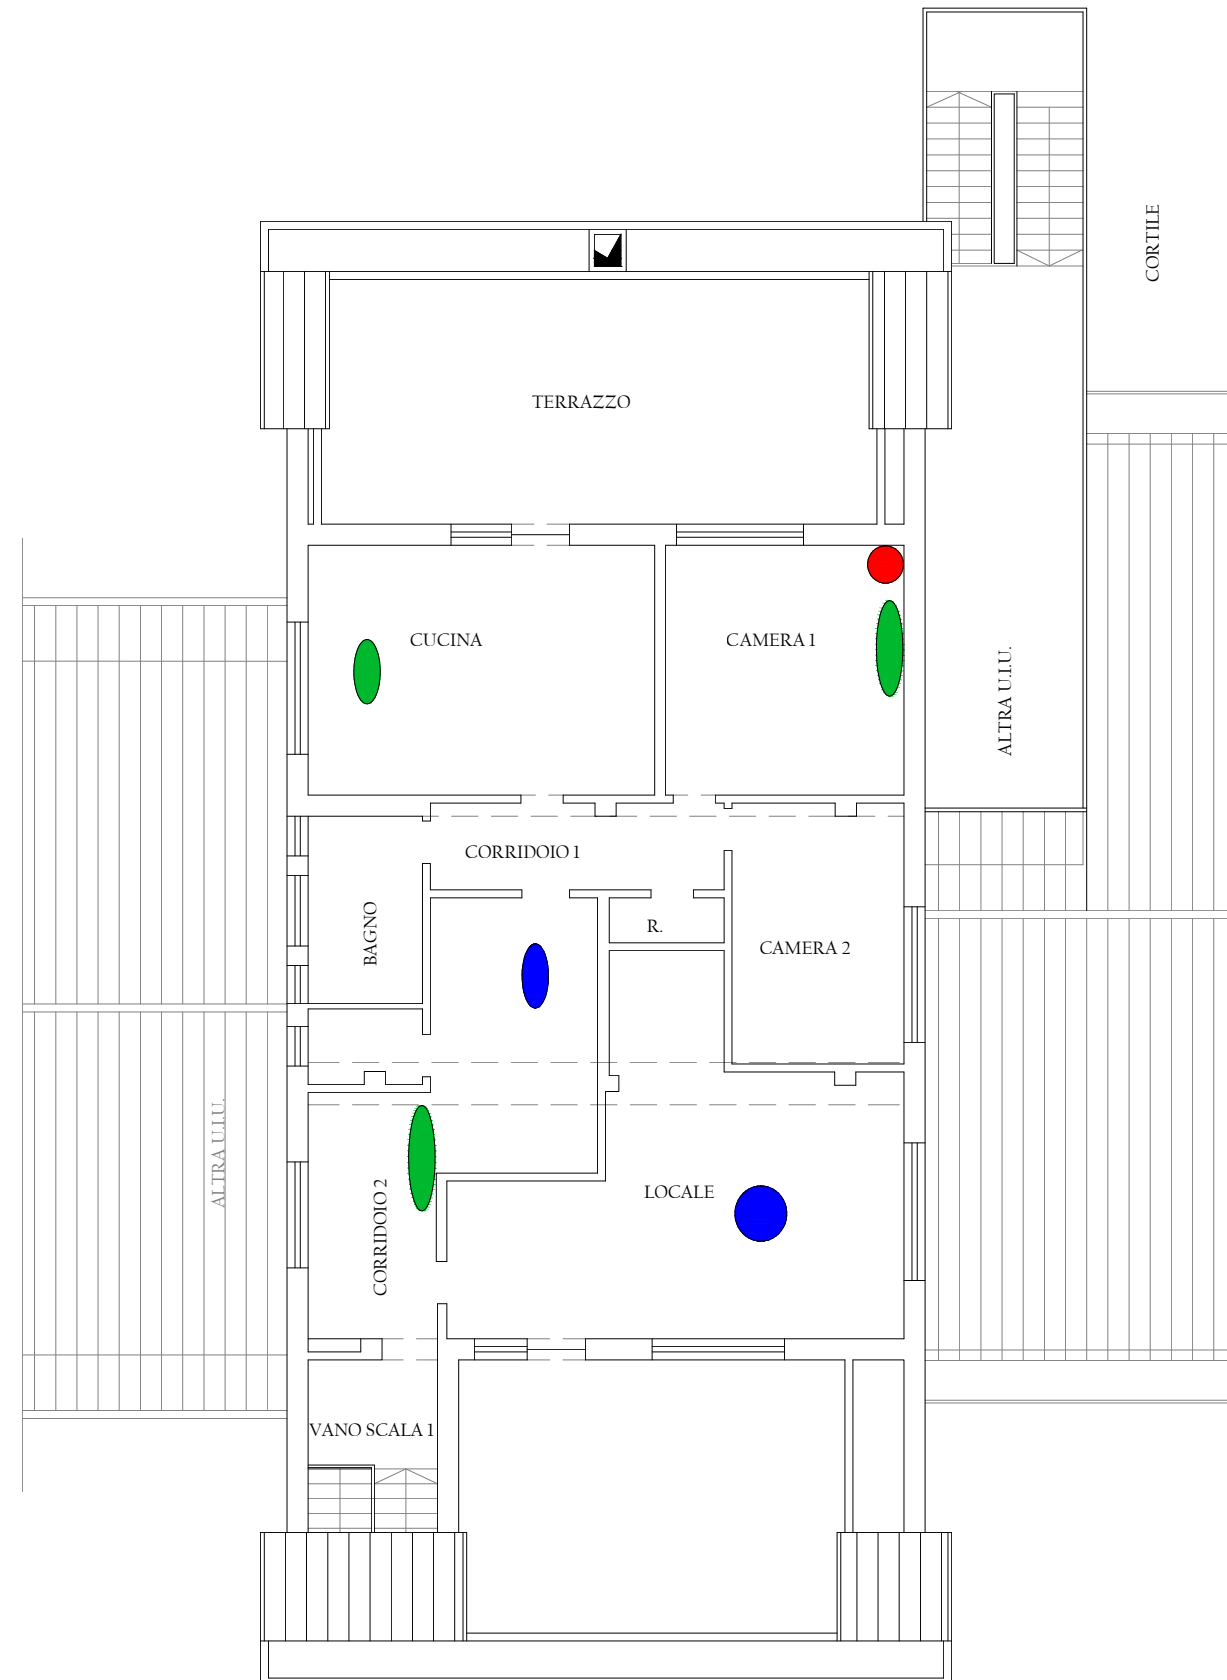 CORTILE
TERRAZZO
CUCINA
CAMERA 1
ALTRA U.I.U.
CORRIDOIO 1
BAGNO
R.
CAMERA 2
ALTRA U.I.U.
CORRIDOIO 2
LOCALE
VANO SCALA 1